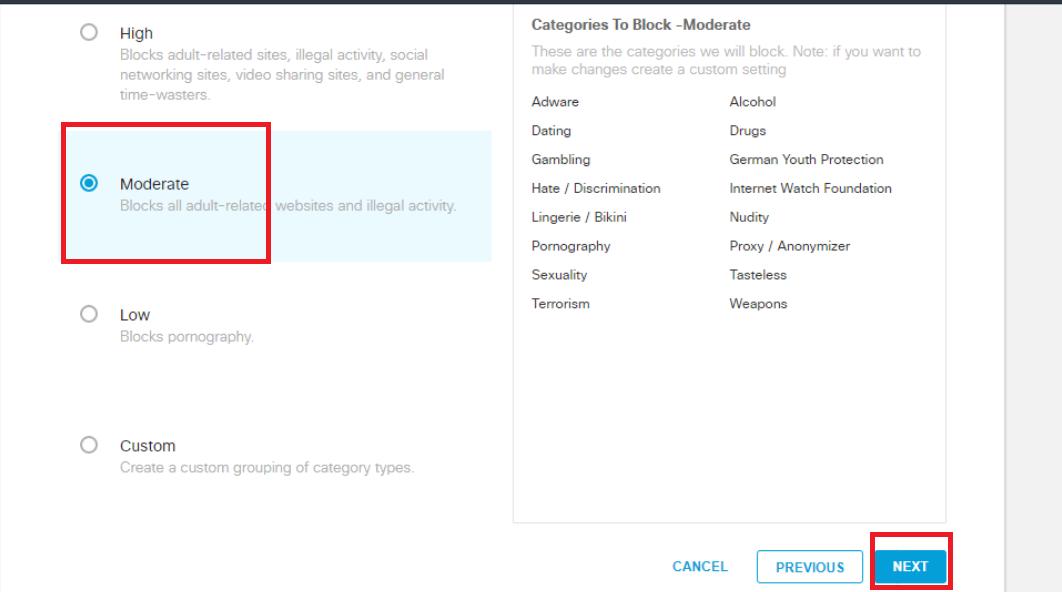 High
Blocks adult-related sites, illegal activity, social
networking sites, video sharing sites, and general
time-wasters.
Moderate
Blocks all adult-related websites and illegal activity.
Low
Blocks pornography.
Custom
Create a custom grouping of category types.
Categories To Block -Moderate
These are the categories we will block. Note: if you want to
make changes create a custom setting
Adware Alcohol
Dating Drugs
Gambling German Youth Protection
Hate / Discrimination Internet Watch Foundation
Lingerie / Bikini Nudity
Pornography Proxy / Anonymizer
Sexuality Tasteless
Terrorism Weapons
CANCEL PREVIOUS NEXT